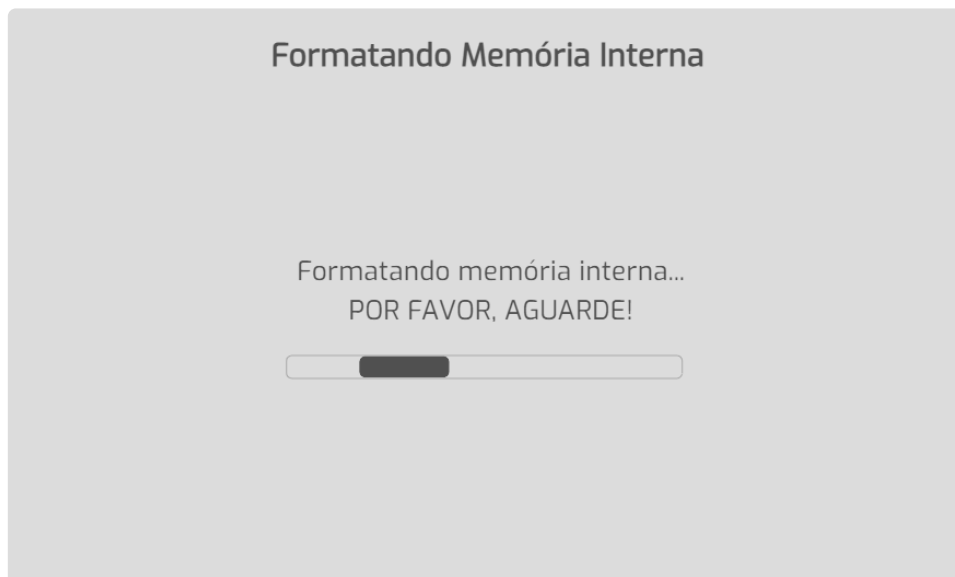 Formatando Memória Interna
Formatando memória interna...
POR FAVOR, AGUARDE!